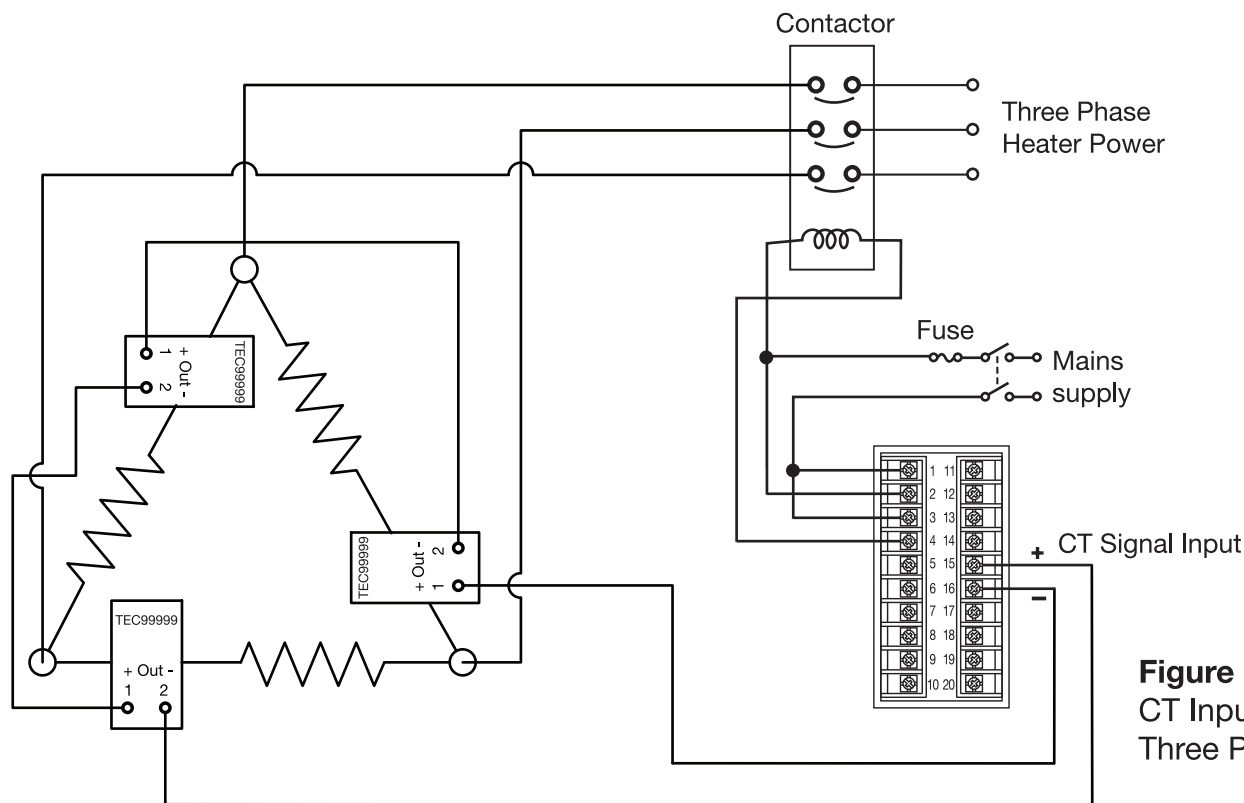 Contactor
Three Phase
Heater Power
Fuse
Mains
supply
TEC99999
+ Out -
1
2
TEC99999
+ Out -
1
2
TEC99999
+ Out -
1 2
1 11
2 12
3 13
4 14
5 15
6 16
7 17
8 18
9 19
10 20
+ CT Signal Input
−
Figure
CT Inpu
Three P